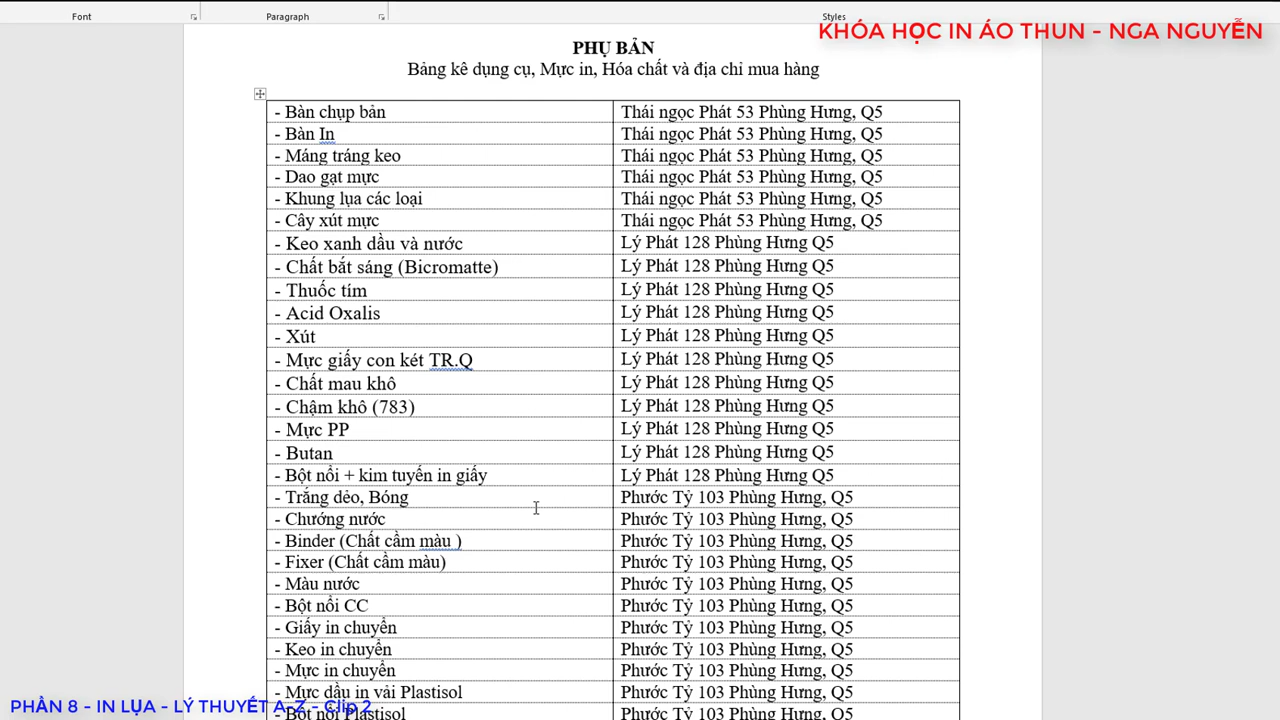 Font
Paragraph
Styles
KHÓA HỌC IN ÁO THUN - NGA NGUYỄN
PHỤ BẢN
Bảng kê dụng cụ, Mực in, Hóa chất và địa chỉ mua hàng
- Bàn chụp bản Thái ngọc Phát 53 Phùng Hưng, Q5
- Bàn In Thái ngọc Phát 53 Phùng Hưng, Q5
- Máng tráng keo Thái ngọc Phát 53 Phùng Hưng, Q5
- Dao gạt mực Thái ngọc Phát 53 Phùng Hưng, Q5
- Khung lụa các loại Thái ngọc Phát 53 Phùng Hưng, Q5
- Cây xút mực Thái ngọc Phát 53 Phùng Hưng, Q5
- Keo xanh dầu và nước Lý Phát 128 Phùng Hưng Q5
- Chất bắt sáng (Bicromatte) Lý Phát 128 Phùng Hưng Q5
- Thuốc tím Lý Phát 128 Phùng Hưng Q5
- Acid Oxalis Lý Phát 128 Phùng Hưng Q5
- Xút Lý Phát 128 Phùng Hưng Q5
- Mực giấy con két TR.Q Lý Phát 128 Phùng Hưng Q5
- Chất mau khô Lý Phát 128 Phùng Hưng Q5
- Chậm khô (783) Lý Phát 128 Phùng Hưng Q5
- Mực PP Lý Phát 128 Phùng Hưng Q5
- Butan Lý Phát 128 Phùng Hưng Q5
- Bột nổi + kim tuyến in giấy Lý Phát 128 Phùng Hưng Q5
- Trắng dẻo, Bóng Phước Tỷ 103 Phùng Hưng, Q5
- Chướng nước Phước Tỷ 103 Phùng Hưng, Q5
- Binder (Chất cầm màu ) Phước Tỷ 103 Phùng Hưng, Q5
- Fixer (Chất cầm màu) Phước Tỷ 103 Phùng Hưng, Q5
- Màu nước Phước Tỷ 103 Phùng Hưng, Q5
- Bột nổi CC Phước Tỷ 103 Phùng Hưng, Q5
- Giấy in chuyển Phước Tỷ 103 Phùng Hưng, Q5
- Keo in chuyển Phước Tỷ 103 Phùng Hưng, Q5
- Mực in chuyển Phước Tỷ 103 Phùng Hưng, Q5
- Mực dầu in vải Plastisol Phước Tỷ 103 Phùng Hưng, Q5
- Bột nổi Plastisol Phước Tỷ 103 Phùng Hưng, Q5
PHẦN 8 - IN LỤA - LÝ THUYẾT A-Z - Clip 2